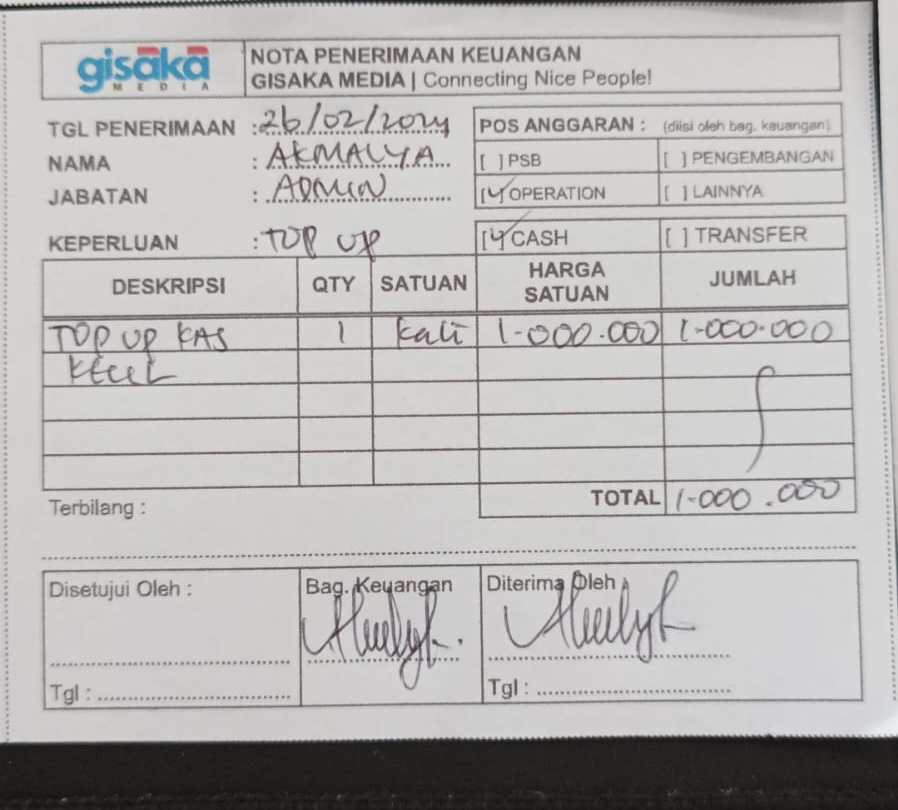 gisaka
MEDIA
NOTA PENERIMAAN KEUANGAN
GISAKA MEDIA | Connecting Nice People!
TGL PENERIMAAN : 26/02/2024
NAMA : AKMALYA
JABATAN : ADMIN
KEPERLUAN : TOP UP
POS ANGGARAN : (diisi oleh bag. keuangan)
[ ] PSB [ ] PENGEMBANGAN
[✓] OPERATION [ ] LAINNYA
[✓] CASH [ ] TRANSFER
DESKRIPSI QTY SATUAN HARGA SATUAN JUMLAH
TOP UP KAS 1 Kali 1.000.000 1.000.000
KECIL
Terbilang : TOTAL 1.000.000
Disetujui Oleh : Bag. Keuangan Diterima Oleh :
Tgl : Tgl :